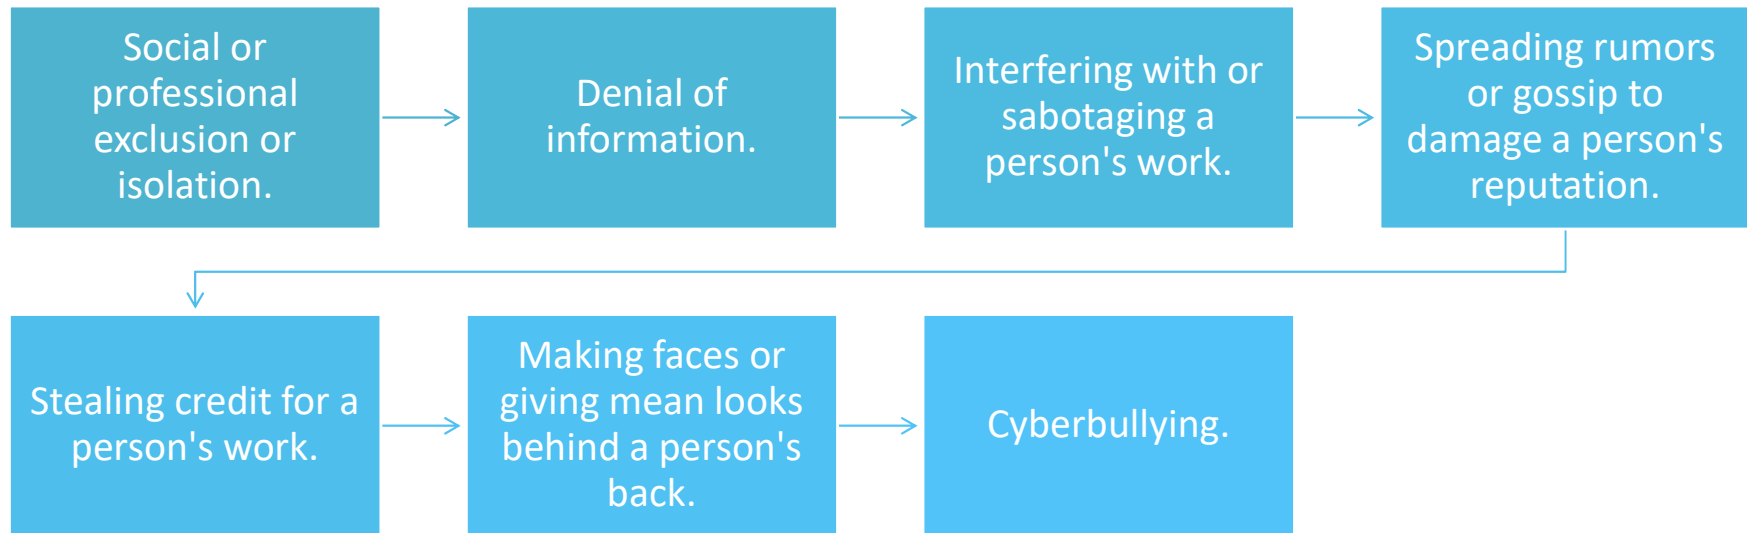 Social or
professional
exclusion or
isolation.
Denial of
information.
Interfering with or
sabotaging a
person's work.
Spreading rumors
or gossip to
damage a person's
reputation.
Stealing credit for a
person's work.
Making faces or
giving mean looks
behind a person's
back.
Cyberbullying.